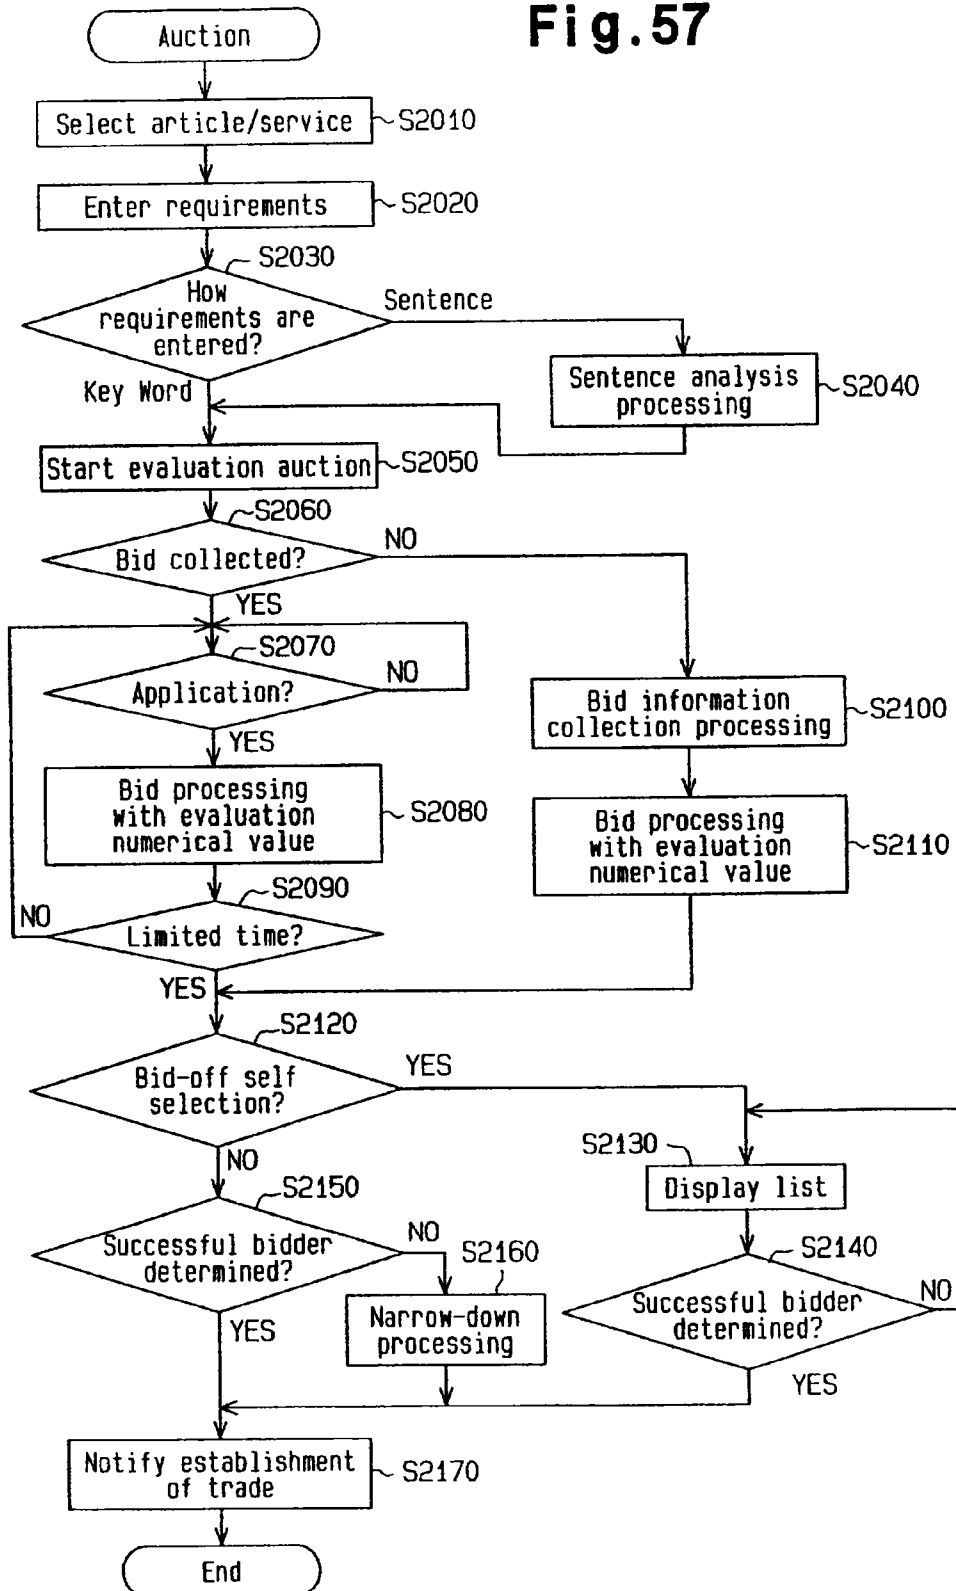 Fig.57
Auction
Select article/service
S2010
Enter requirements
S2020
S2030
How
requirements are
entered?
Sentence
Key Word
Sentence analysis
processing
S2040
Start evaluation auction
S2050
S2060
Bid collected?
NO
YES
S2070
Application?
NO
YES
Bid information
collection processing
S2100
Bid processing
with evaluation
numerical value
S2080
Bid processing
with evaluation
numerical value
S2110
S2090
NO
Limited time?
YES
S2120
Bid-off self
selection?
YES
NO
S2130
Display list
S2150
Successful bidder
determined?
NO
S2160
YES
Narrow-down
processing
S2140
Successful bidder
determined?
NO
YES
Notify establishment
of trade
S2170
End